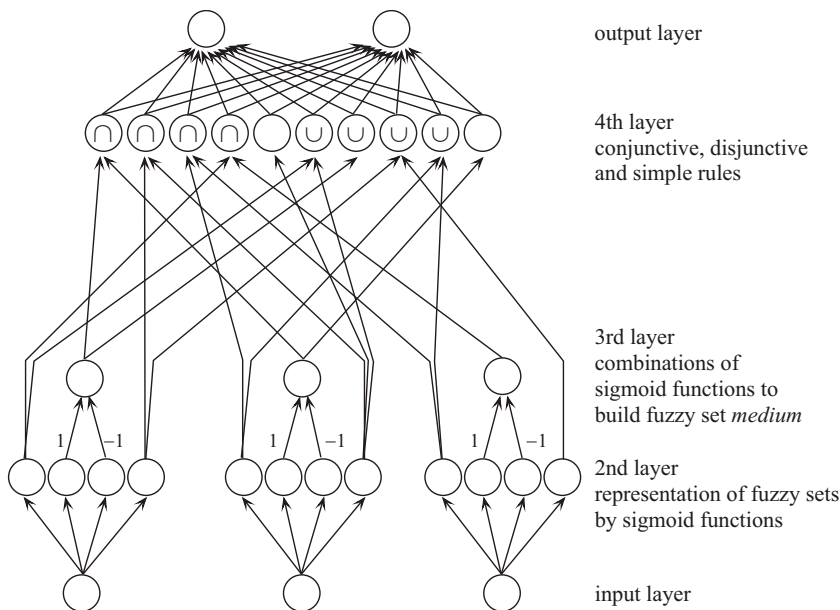 output layer
∩ ∩ ∩ ∩ ∪ ∪ ∪ ∪
4th layer
conjunctive, disjunctive
and simple rules
3rd layer
combinations of
sigmoid functions to
build fuzzy set medium
1 −1 1 −1 1 −1
2nd layer
representation of fuzzy sets
by sigmoid functions
input layer